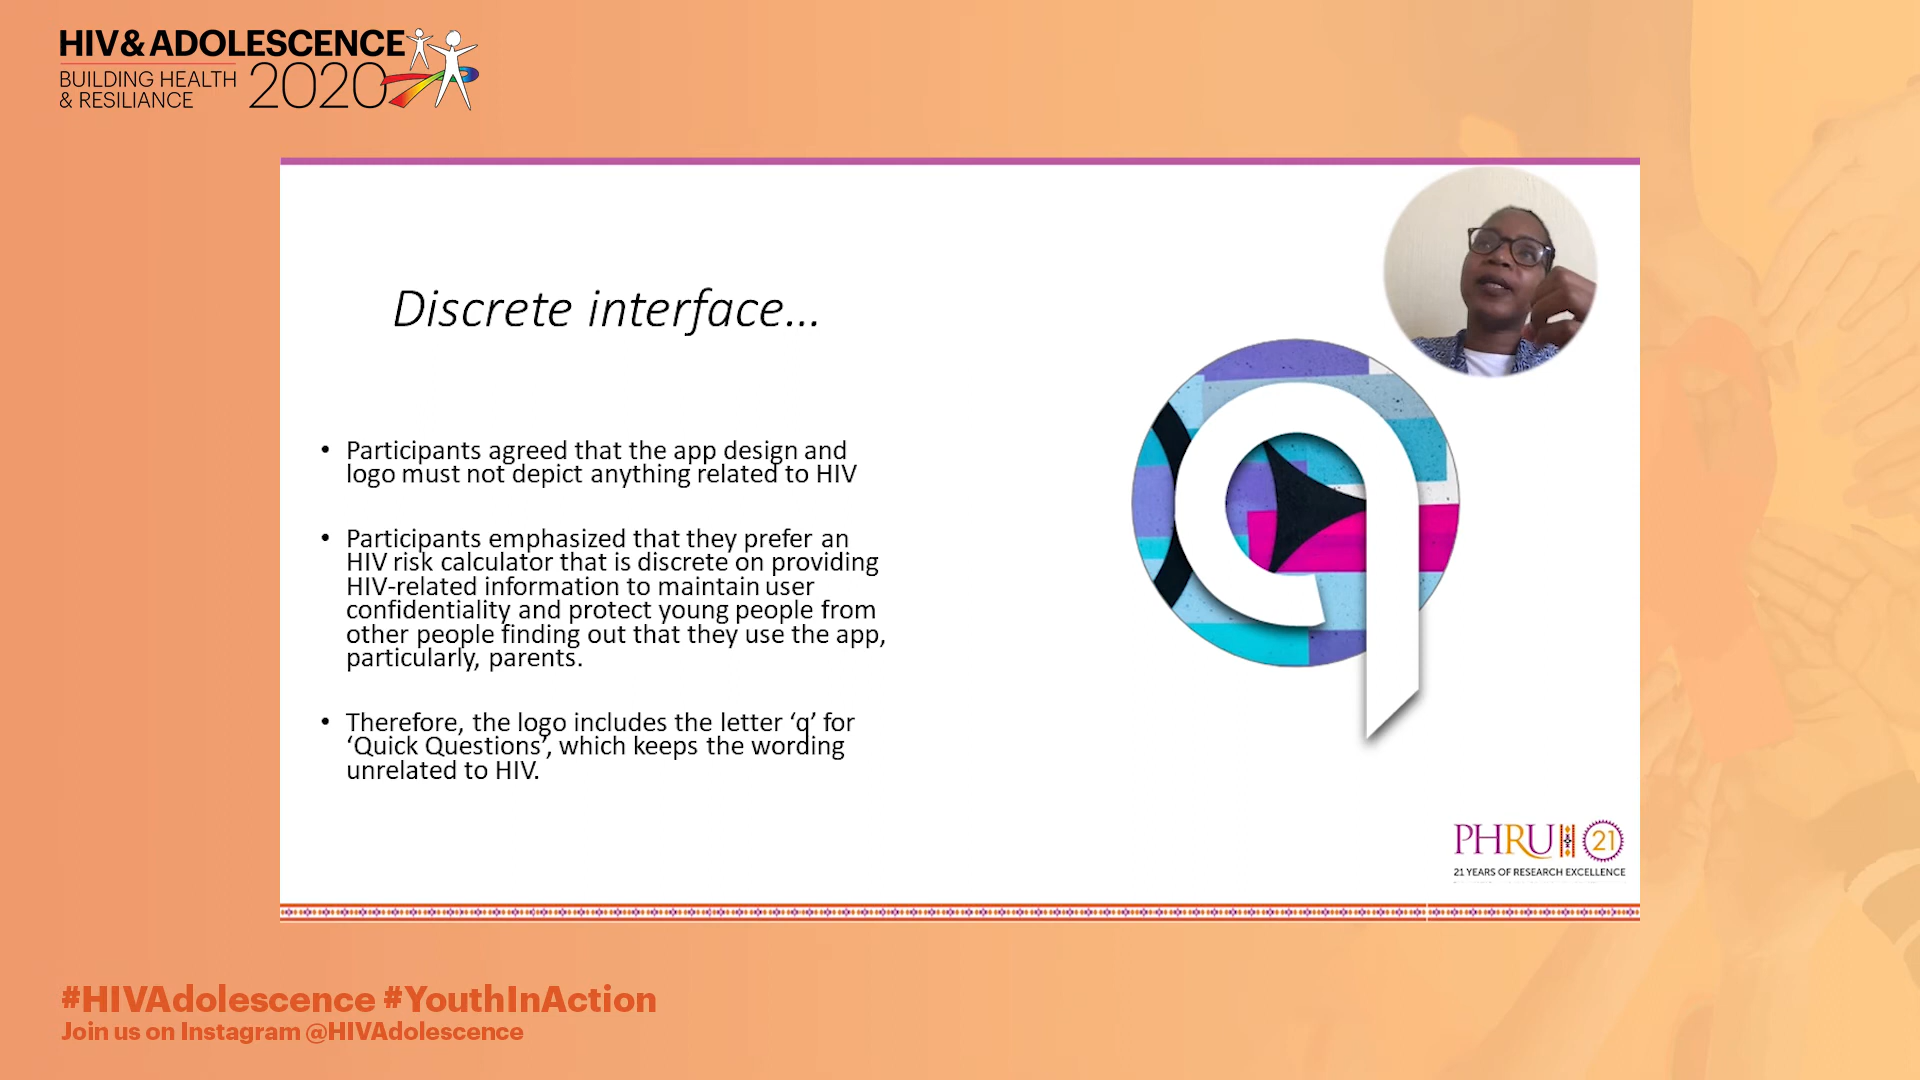 HIV & ADOLESCENCE
BUILDING HEALTH
& RESILIANCE
2020
Discrete interface...
• Participants agreed that the app design and
logo must not depict anything related to HIV
• Participants emphasized that they prefer an
HIV risk calculator that is discrete on providing
HIV-related information to maintain user
confidentiality and protect young people from
other people finding out that they use the app,
particularly, parents.
• Therefore, the logo includes the letter ‘q’ for
‘Quick Questions’, which keeps the wording
unrelated to HIV.
q
PHRU 21
21 YEARS OF RESEARCH EXCELLENCE
#HIVAdolescence #YouthInAction
Join us on Instagram @HIVAdolescence